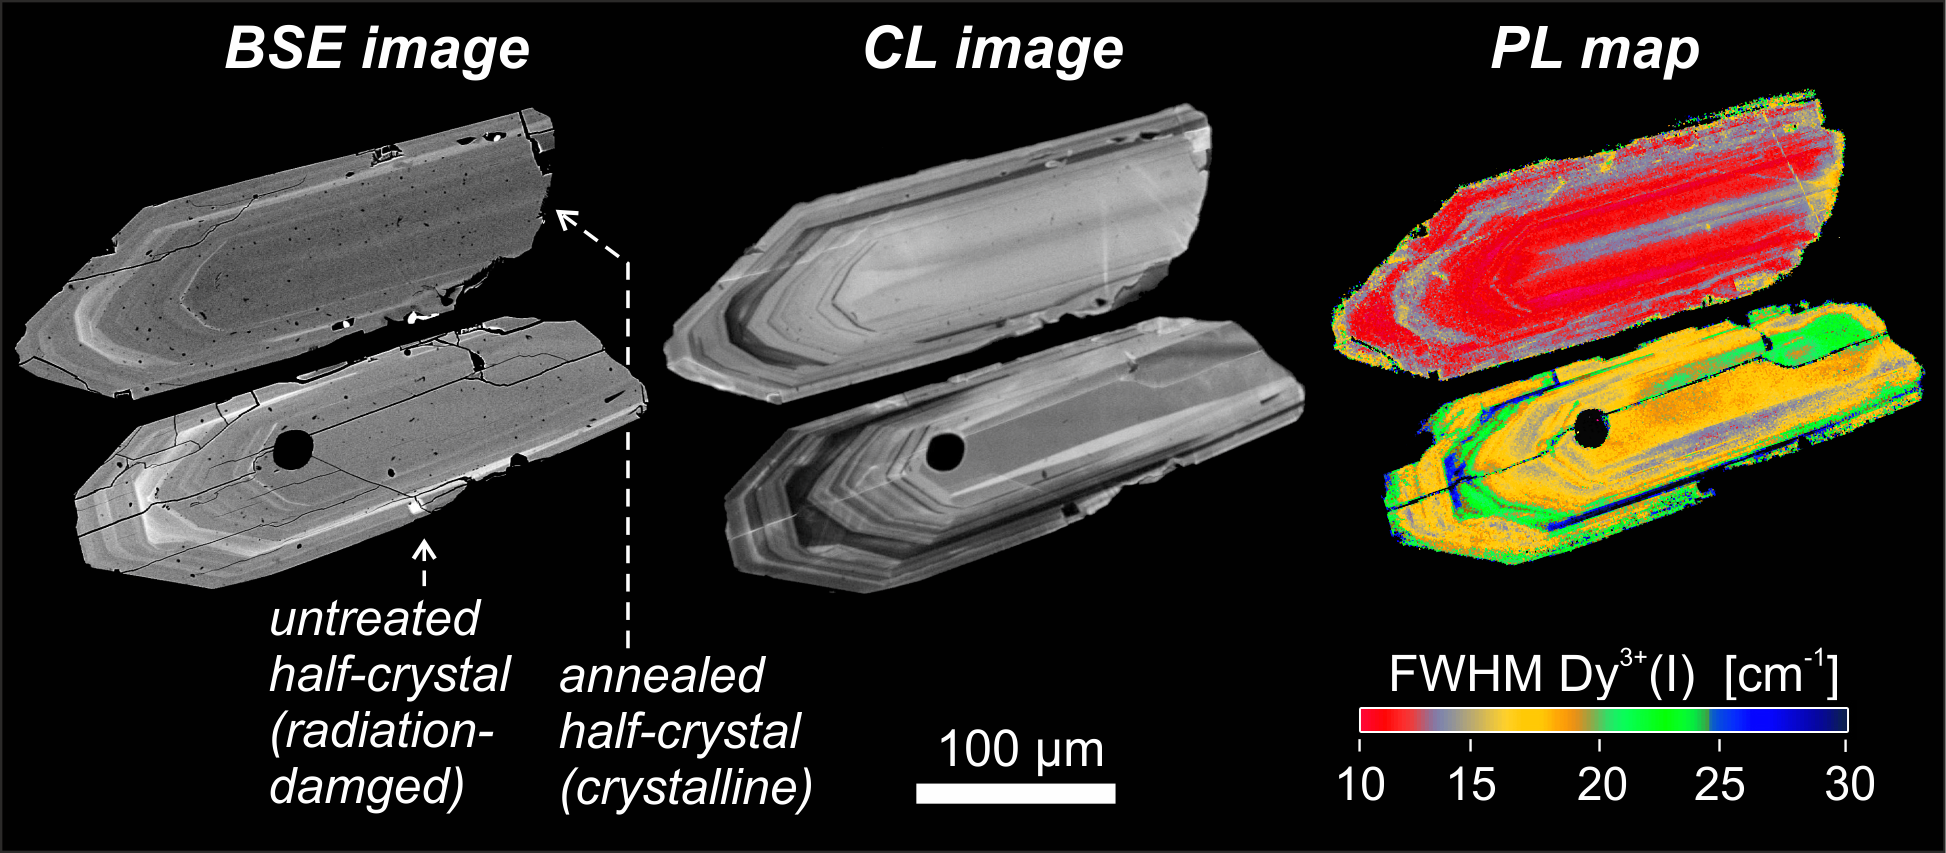 BSE image
CL image
PL map
untreated
half-crystal
(radiation-
damged)
annealed
half-crystal
(crystalline)
100 µm
FWHM Dy³⁺(I) [cm⁻¹]
10 15 20 25 30